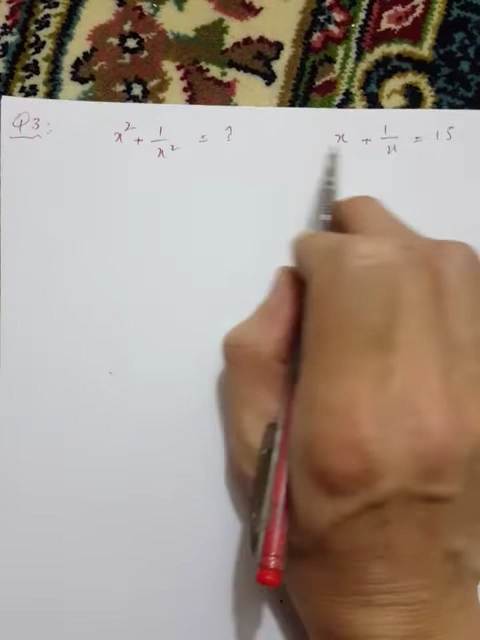 Q3: x² + 1/x² = ? x + 1/x = 15